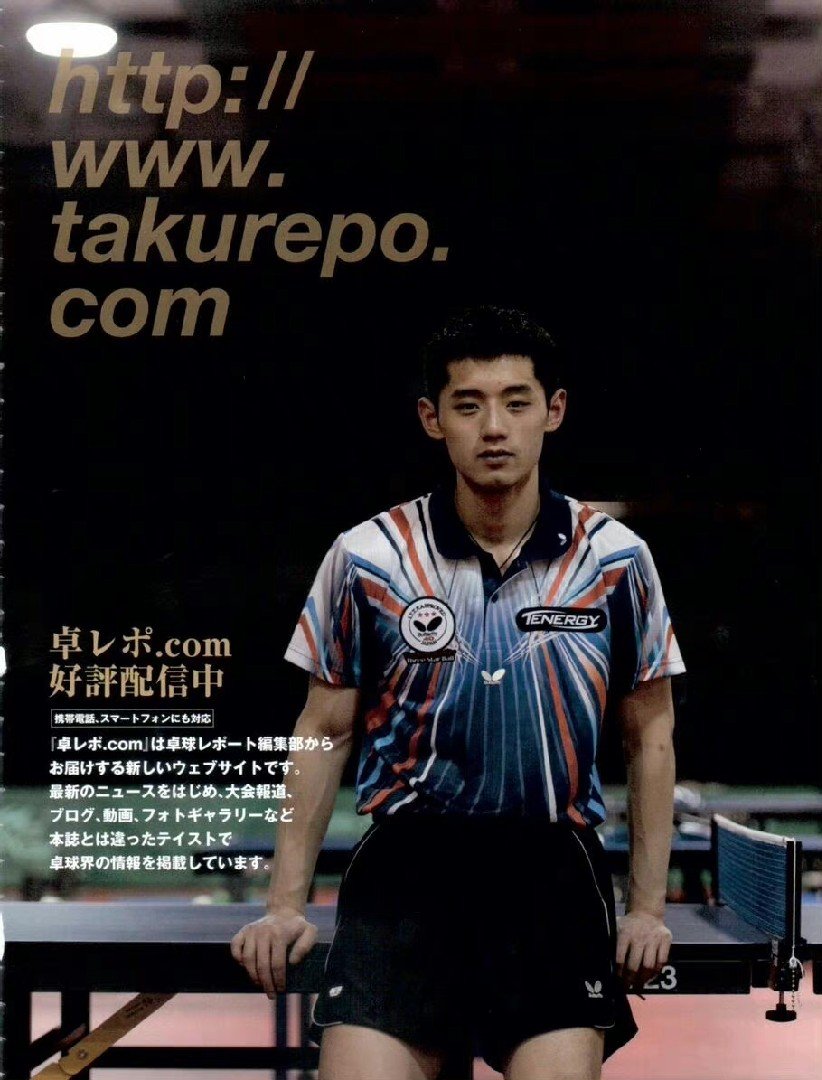 http://
www.
takurepo.
com
卓レポ.com
好評配信中
携帯電話、スマートフォンにも対応
『卓レポ.com』は卓球レポート編集部から
お届けする新しいウェブサイトです。
最新のニュースをはじめ、大会報道、
ブログ、動画、フォトギャラリーなど
本誌とは違ったテイストで
卓球界の情報を掲載しています。
TENERGY
Three Star Ball
23